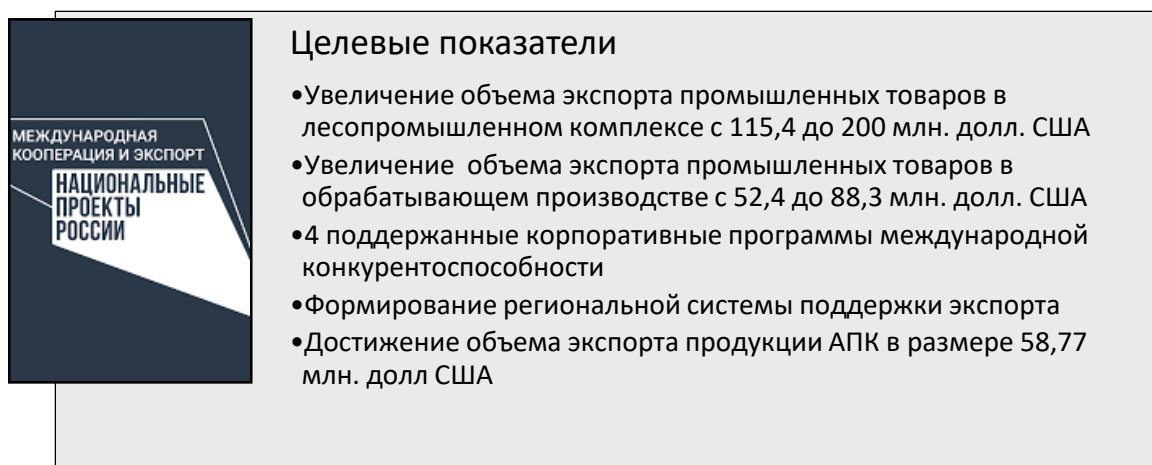 МЕЖДУНАРОДНАЯ
КООПЕРАЦИЯ И ЭКСПОРТ
НАЦИОНАЛЬНЫЕ
ПРОЕКТЫ
РОССИИ
Целевые показатели
•Увеличение объема экспорта промышленных товаров в
лесопромышленном комплексе с 115,4 до 200 млн. долл. США
•Увеличение  объема экспорта промышленных товаров в
обрабатывающем производстве с 52,4 до 88,3 млн. долл. США
•4 поддержанные корпоративные программы международной
конкурентоспособности
•Формирование региональной системы поддержки экспорта
•Достижение объема экспорта продукции АПК в размере 58,77
млн. долл США